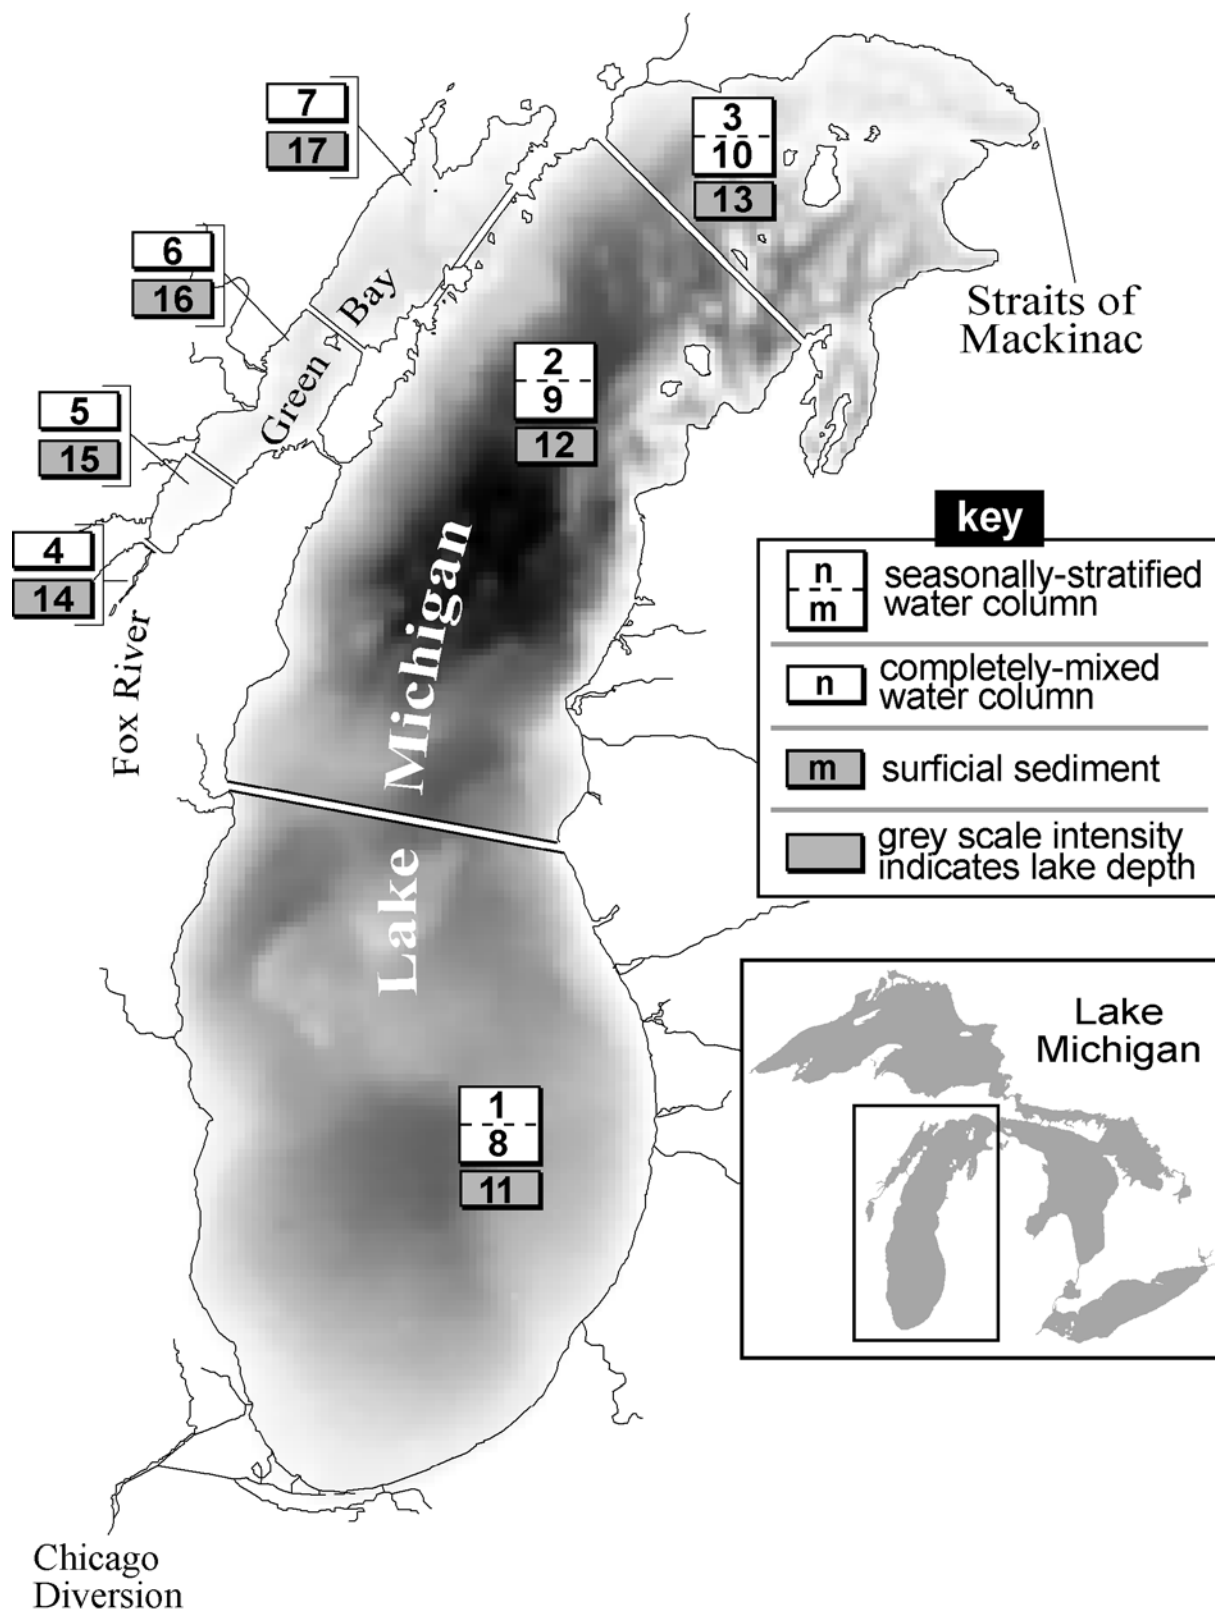 7
17
3
10
13
6
16
Straits of
Mackinac
Green Bay
2
9
12
5
15
4
14
Fox River
Lake Michigan
key
n
m
seasonally-stratified
water column
n
completely-mixed
water column
m
surficial sediment
grey scale intensity
indicates lake depth
Lake
Michigan
1
8
11
Chicago
Diversion